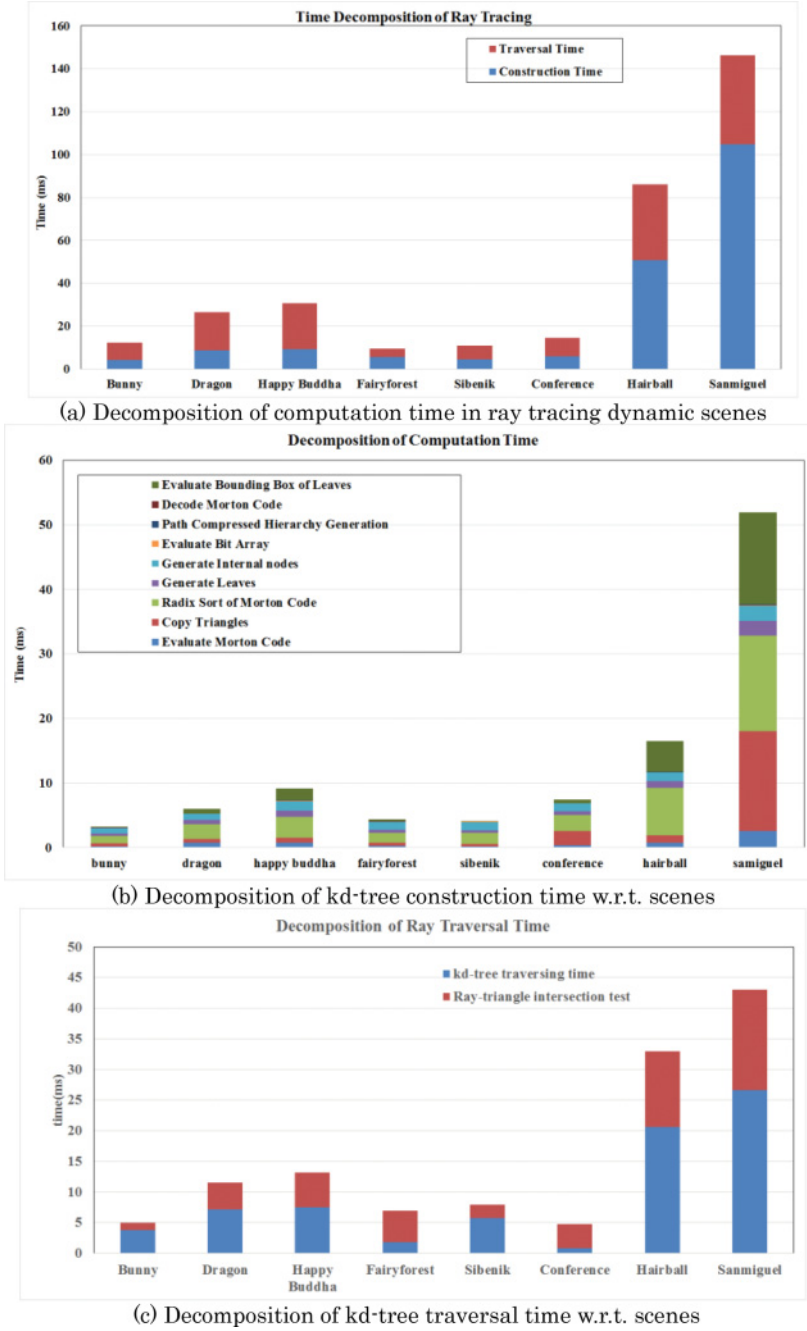 Time Decomposition of Ray Tracing
160
140
120
100
80
60
40
20
0
Time (ms)
Traversal Time
Construction Time
Bunny Dragon Happy Buddha Fairyforest Sibenik Conference Hairball Sanmiguel
(a) Decomposition of computation time in ray tracing dynamic scenes
Decomposition of Computation Time
60
50
40
30
20
10
0
Time (ms)
Evaluate Bounding Box of Leaves
Decode Morton Code
Path Compressed Hierarchy Generation
Evaluate Bit Array
Generate Internal nodes
Generate Leaves
Radix Sort of Morton Code
Copy Triangles
Evaluate Morton Code
bunny dragon happy buddha fairyforest sibenik conference hairball samiguel
(b) Decomposition of kd-tree construction time w.r.t. scenes
Decomposition of Ray Traversal Time
50
45
40
35
30
25
20
15
10
5
0
time(ms)
kd-tree traversing time
Ray-triangle intersection test
Bunny Dragon Happy Fairyforest Sibenik Conference Hairball Sanmiguel
Buddha
(c) Decomposition of kd-tree traversal time w.r.t. scenes